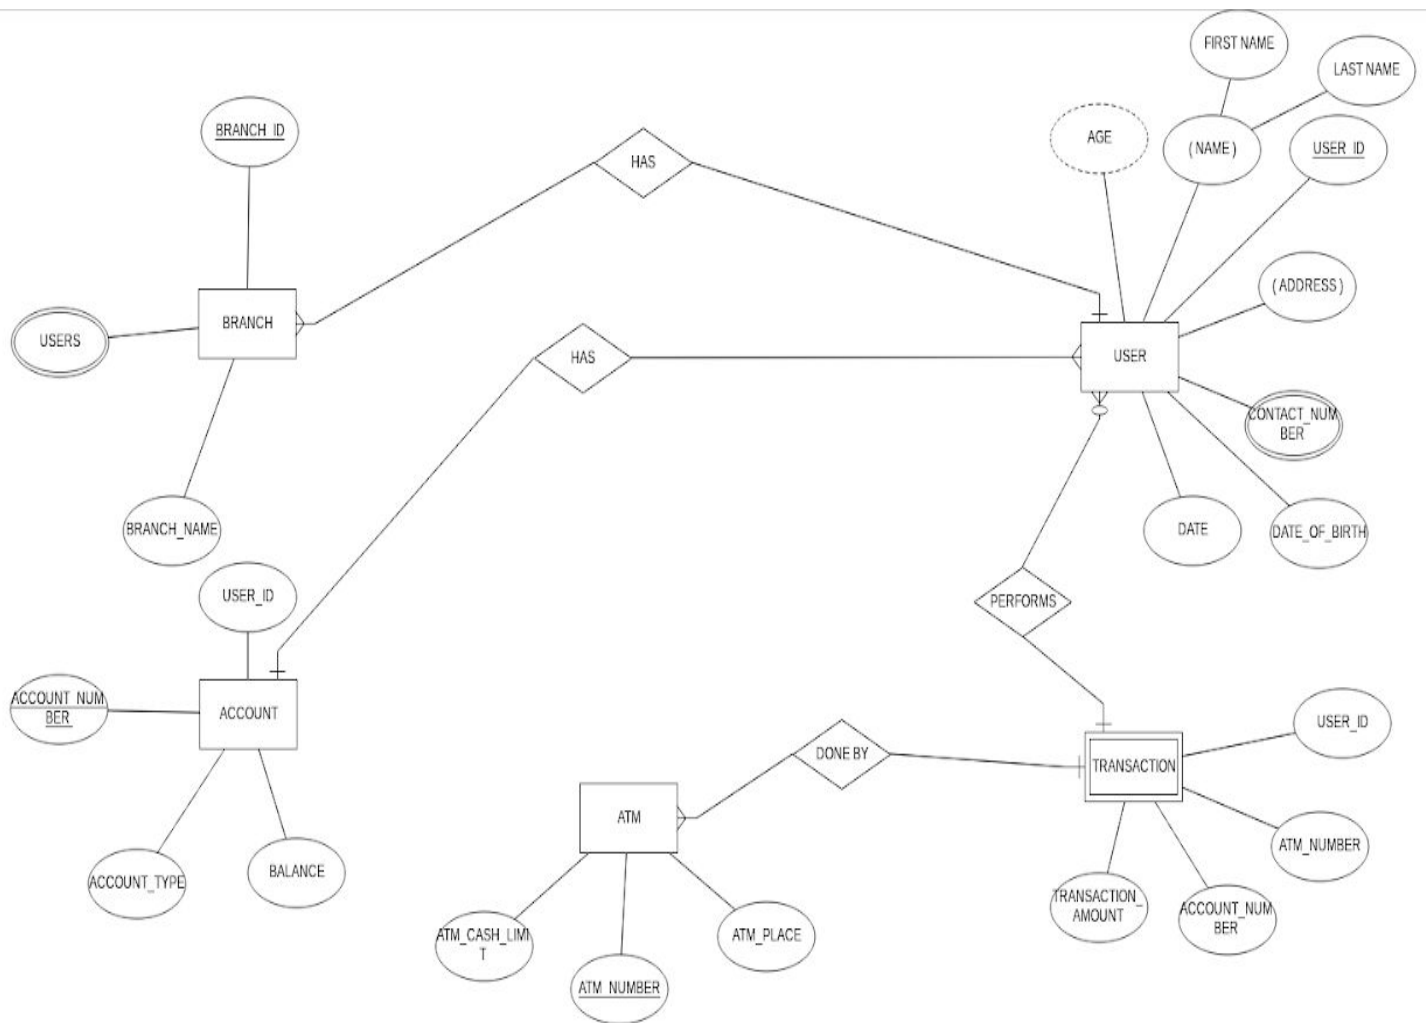 FIRST NAME
LAST NAME
BRANCH_ID
AGE
( NAME )
USER_ID
HAS
( ADDRESS )
BRANCH
USERS
HAS
USER
CONTACT_NUM
BER
BRANCH_NAME
DATE
DATE_OF_BIRTH
USER_ID
PERFORMS
ACCOUNT_NUM
BER
ACCOUNT
USER_ID
DONE BY
TRANSACTION
ATM
ATM_NUMBER
ACCOUNT_TYPE
BALANCE
TRANSACTION_
AMOUNT
ACCOUNT_NUM
BER
ATM_CASH_LIMI
T
ATM_PLACE
ATM_NUMBER